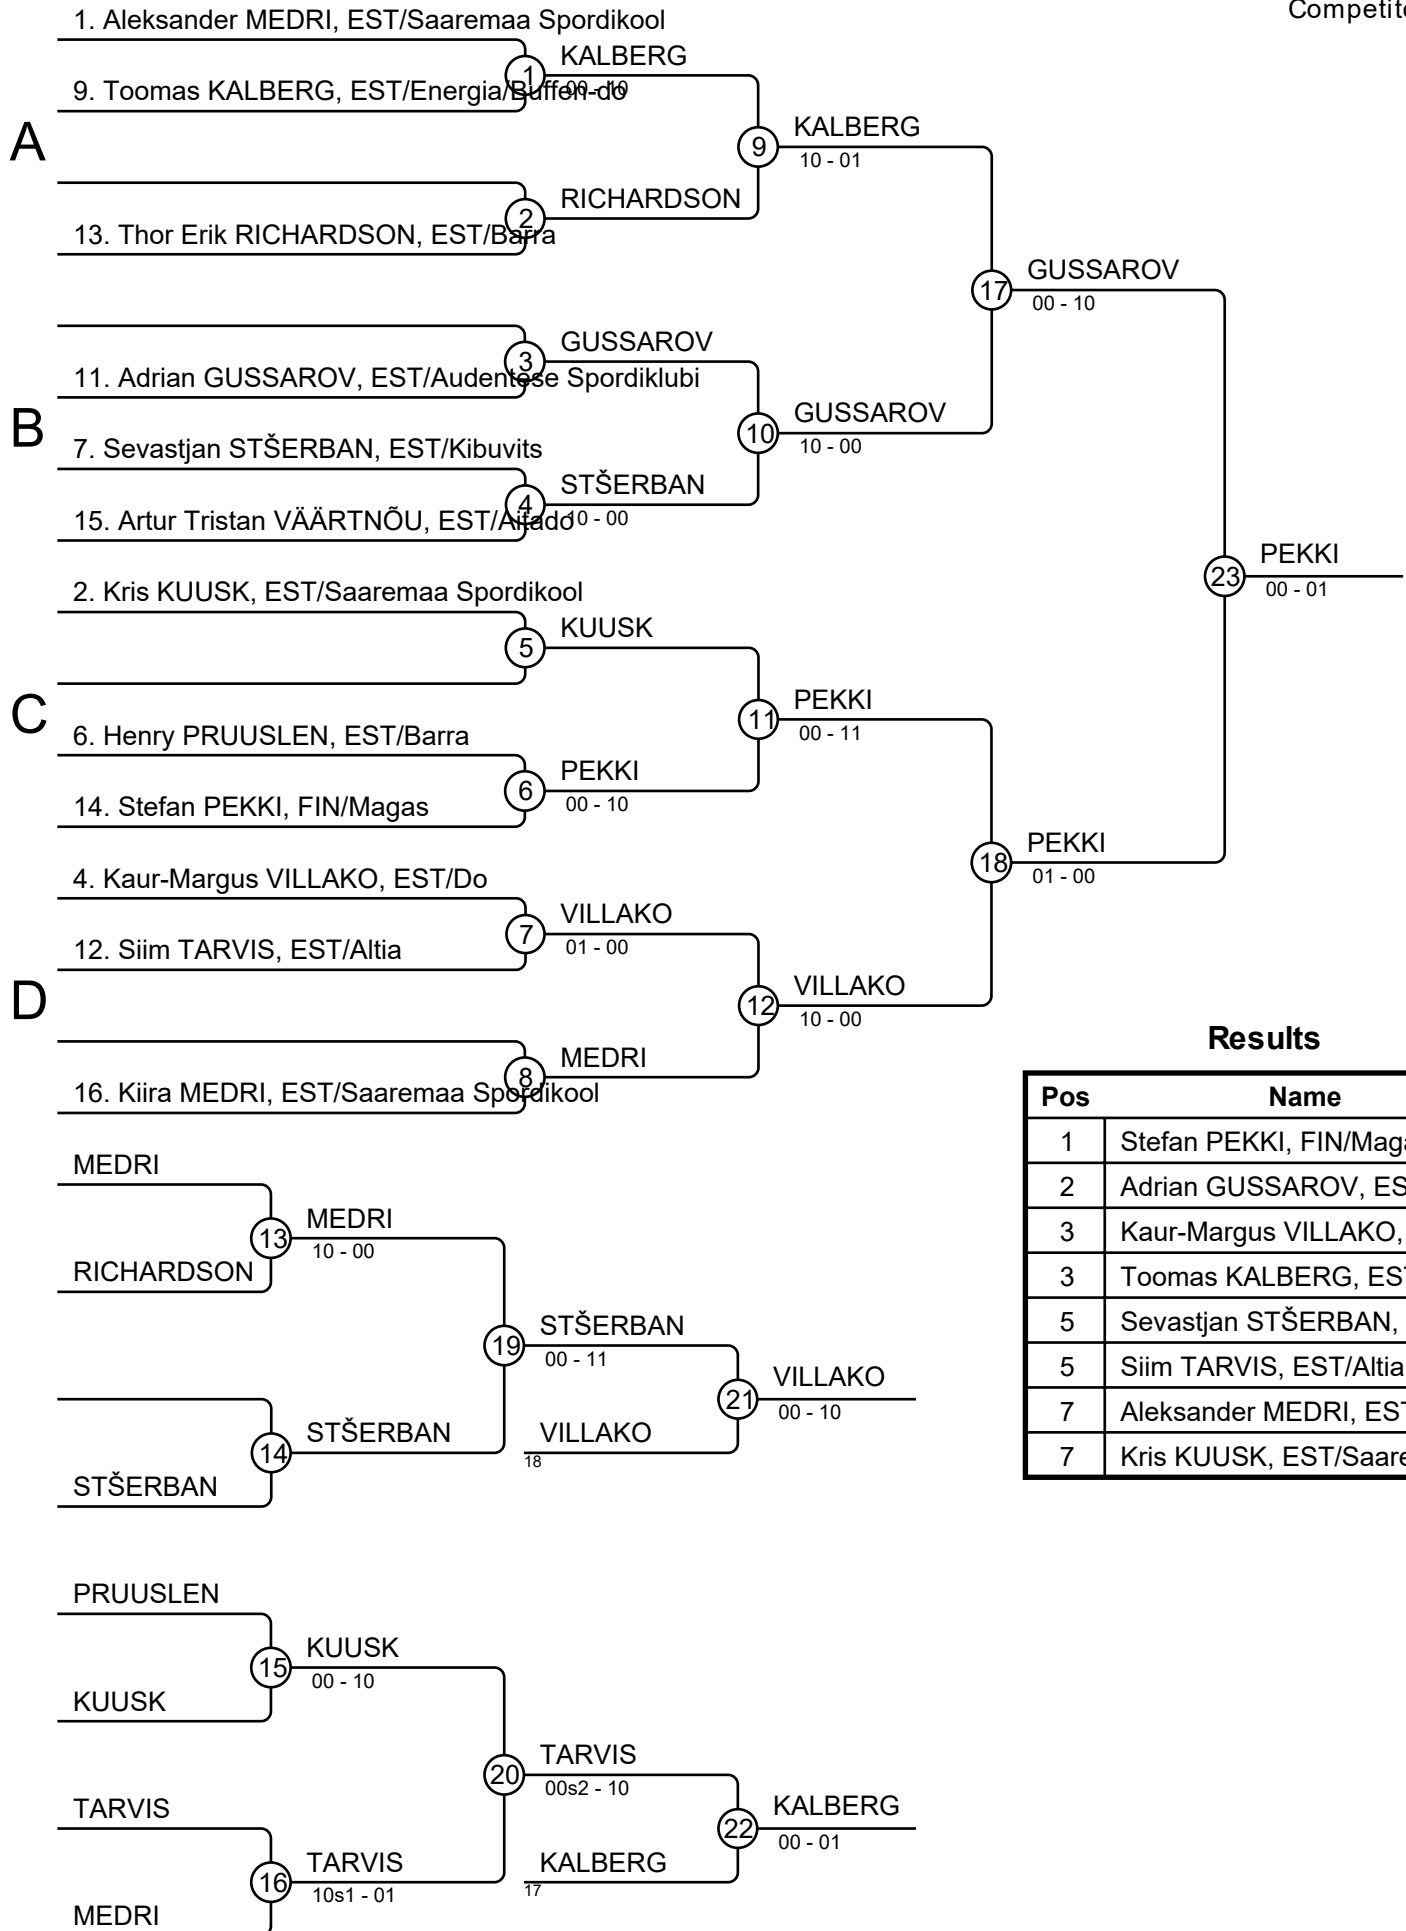 Competito
1. Aleksander MEDRI, EST/Saaremaa Spordikool
1 KALBERG
00 - 10
9. Toomas KALBERG, EST/Energia/Buffen-do
A
9 KALBERG
10 - 01
2 RICHARDSON
13. Thor Erik RICHARDSON, EST/Barra
17 GUSSAROV
00 - 10
3 GUSSAROV
11. Adrian GUSSAROV, EST/Audentese Spordiklubi
B
10 GUSSAROV
10 - 00
7. Sevastjan STŠERBAN, EST/Kibuvits
4 STŠERBAN
10 - 00
15. Artur Tristan VÄÄRTNÕU, EST/Aitado
23 PEKKI
00 - 01
2. Kris KUUSK, EST/Saaremaa Spordikool
5 KUUSK
C
11 PEKKI
00 - 11
6. Henry PRUUSLEN, EST/Barra
6 PEKKI
00 - 10
14. Stefan PEKKI, FIN/Magas
18 PEKKI
01 - 00
4. Kaur-Margus VILLAKO, EST/Do
7 VILLAKO
01 - 00
12. Siim TARVIS, EST/Altia
D
12 VILLAKO
10 - 00
8 MEDRI
16. Kiira MEDRI, EST/Saaremaa Spordikool
MEDRI
13 MEDRI
10 - 00
RICHARDSON
19 STŠERBAN
00 - 11
14 STŠERBAN
STŠERBAN
VILLAKO
18
21 VILLAKO
00 - 10
PRUUSLEN
15 KUUSK
00 - 10
KUUSK
20 TARVIS
00s2 - 10
TARVIS
16 TARVIS
10s1 - 01
MEDRI
KALBERG
17
22 KALBERG
00 - 01
Results
Pos Name
1 Stefan PEKKI, FIN/Maga
2 Adrian GUSSAROV, ES
3 Kaur-Margus VILLAKO,
3 Toomas KALBERG, EST
5 Sevastjan STŠERBAN,
5 Siim TARVIS, EST/Altia
7 Aleksander MEDRI, EST
7 Kris KUUSK, EST/Saare